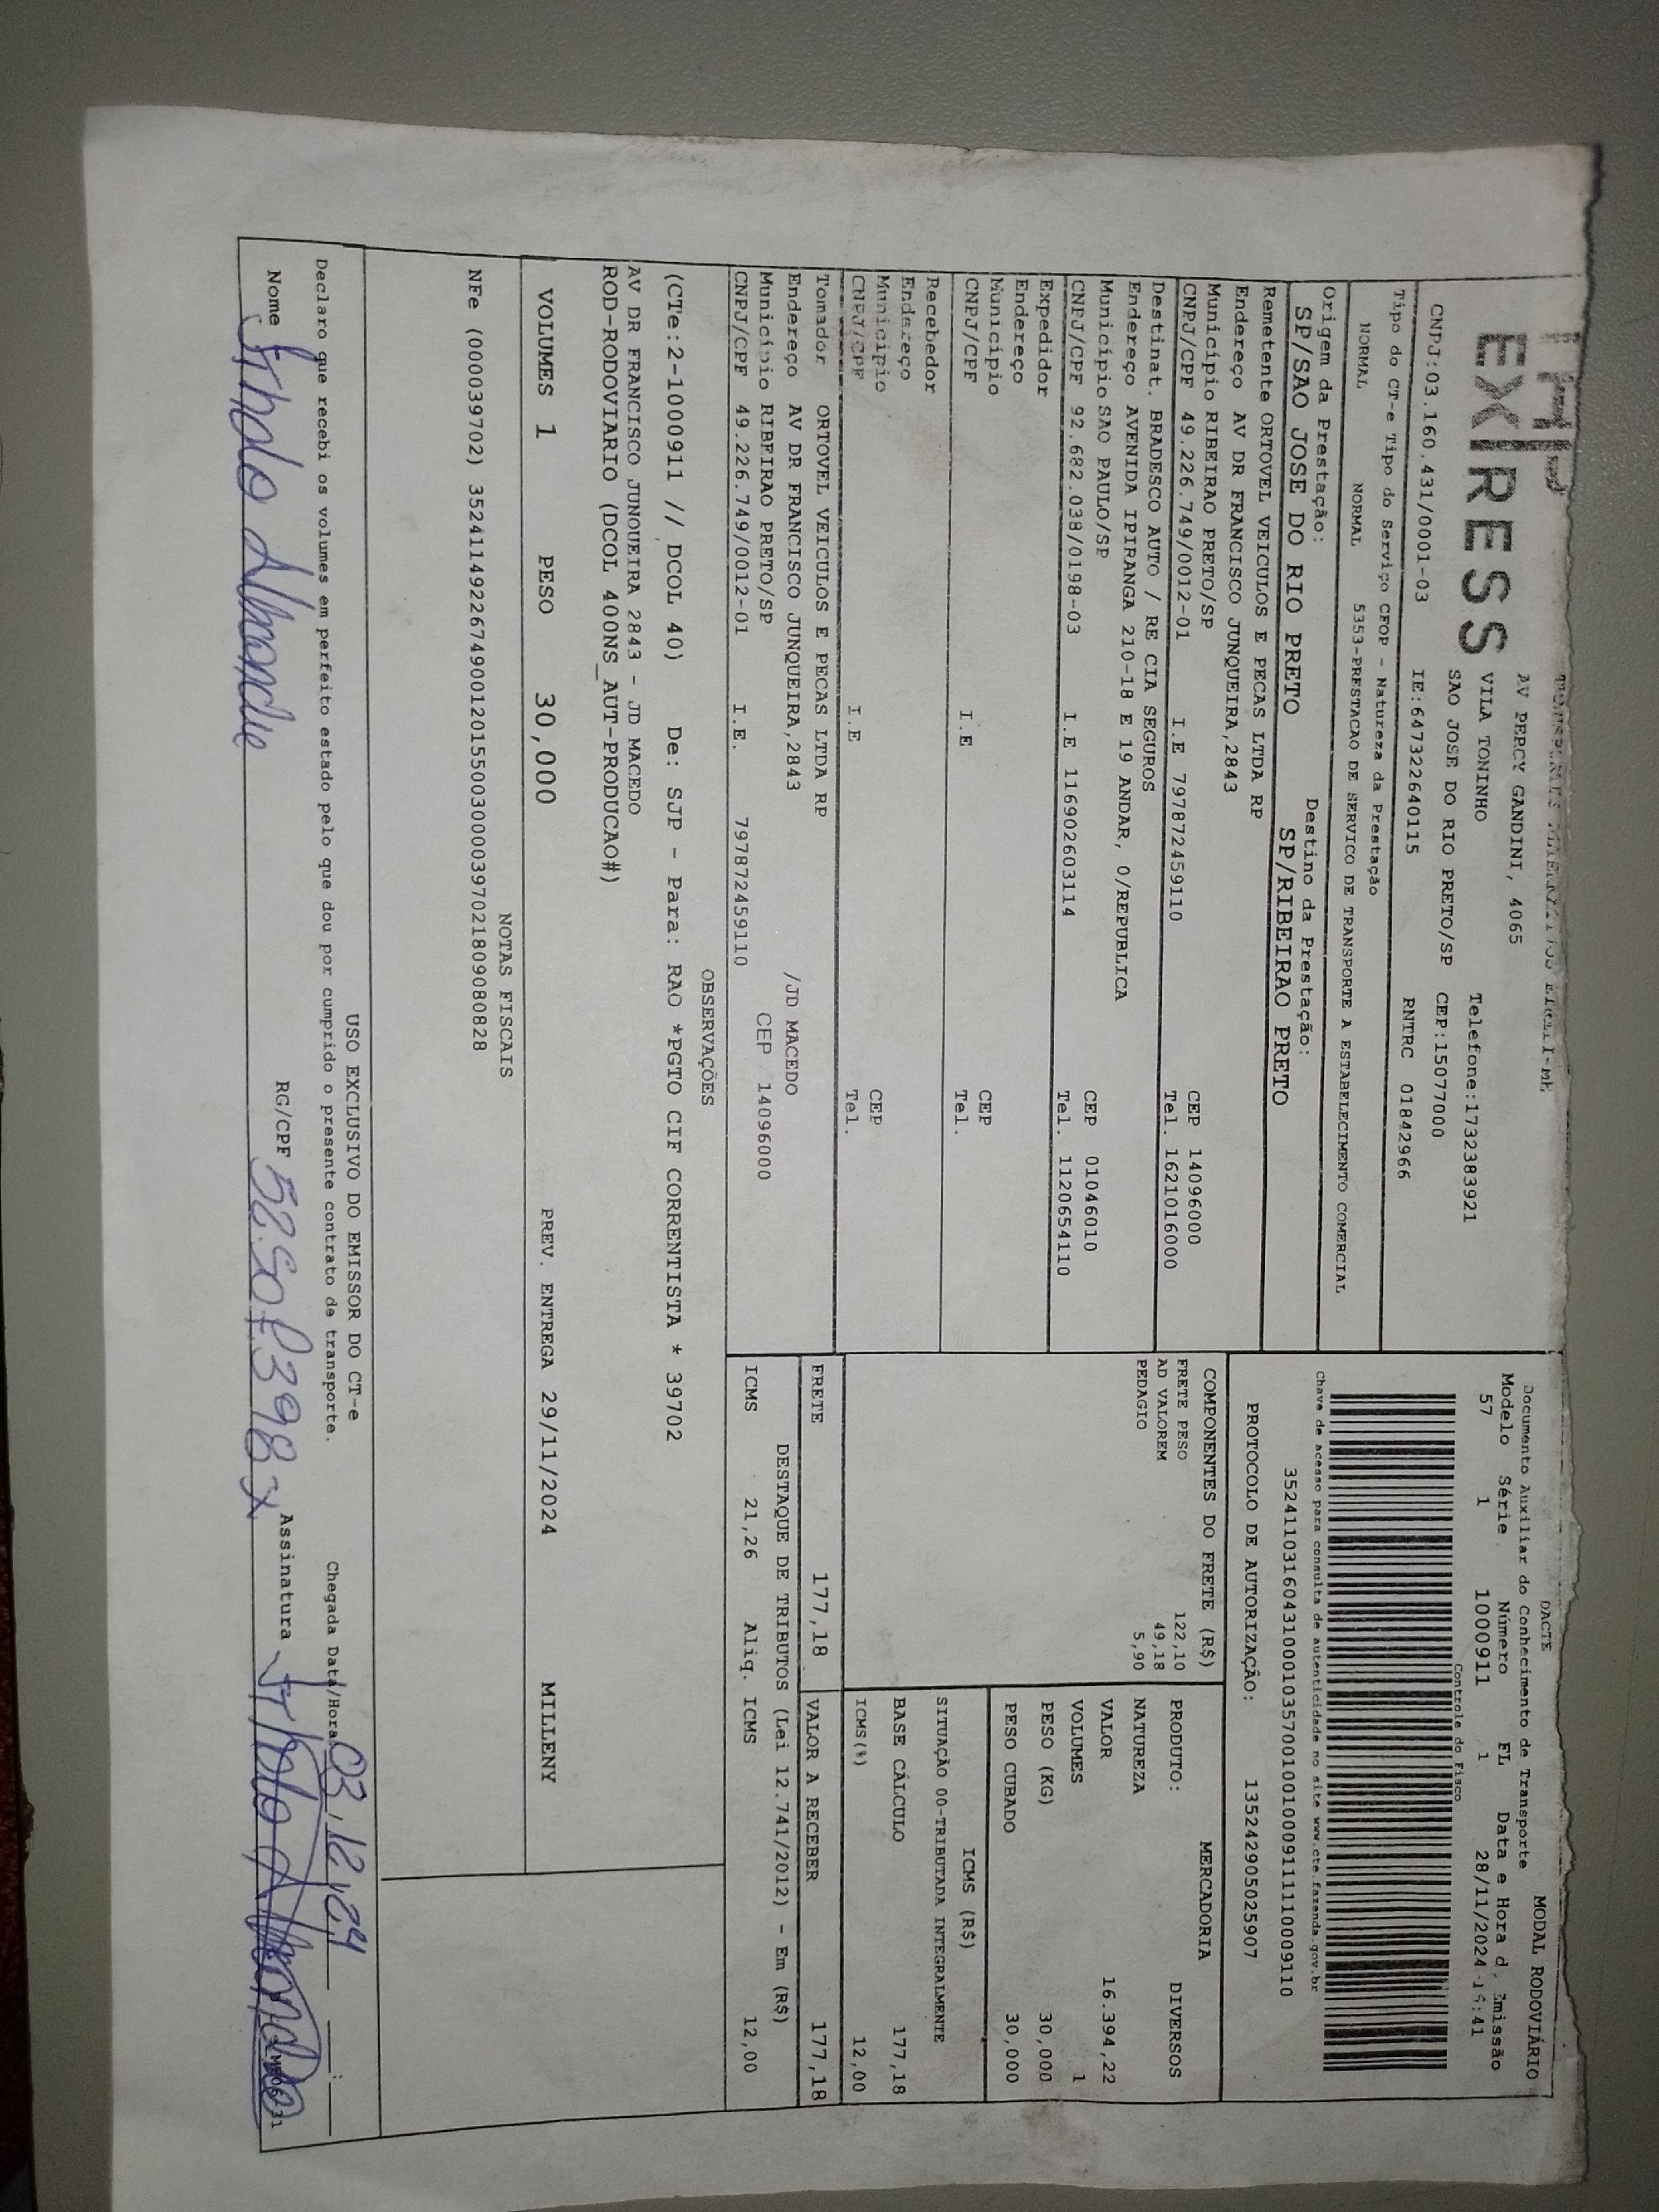 EXPRESS
AV PERCY GANDINI, 4065
VILA TONINHO Telefone:1732383921
SAO JOSE DO RIO PRETO/SP CEP:15077000
CNPJ:03.160.431/0001-03 IE:647322640115 RNTRC 01842966
Tipo do CT-e Tipo do Serviço CFOP - Natureza da Prestação
NORMAL NORMAL 5353-PRESTACAO DE SERVICO DE TRANSPORTE A ESTABELECIMENTO COMERCIAL
Origem da Prestação: Destino da Prestação:
SP/SAO JOSE DO RIO PRETO SP/RIBEIRAO PRETO
Remetente ORTOVEL VEICULOS E PECAS LTDA RP
Endereço AV DR FRANCISCO JUNQUEIRA,2843
Município RIBEIRAO PRETO/SP CEP 14096000
CNPJ/CPF 49.226.749/0012-01 I.E 797872459110 Tel. 1621016000
Destinat. BRADESCO AUTO / RE CIA SEGUROS
Endereço AVENIDA IPIRANGA 210-18 E 19 ANDAR, 0/REPUBLICA
Município SAO PAULO/SP CEP 01046010
CNPJ/CPF 92.682.038/0198-03 I.E 116902603114 Tel. 1120654110
Expedidor
Endereço
Município CEP
CNPJ/CPF I.E Tel.
Recebedor
Endereço
Município CEP
CNPJ/CPF I.E Tel.
Tomador ORTOVEL VEICULOS E PECAS LTDA RP
Endereço AV DR FRANCISCO JUNQUEIRA,2843 /JD MACEDO
Município RIBEIRAO PRETO/SP CEP 14096000
CNPJ/CPF 49.226.749/0012-01 I.E. 797872459110
DACTE MODAL RODOVIÁRIO
Documento Auxiliar do Conhecimento de Transporte
Modelo Série Número FL Data e Hora d. Emissão
57 1 1000911 1 28/11/2024
Controle do Fisco
Chave de acesso para consulta de autenticidade no site www.cte.fazenda.gov.br
35241103160431000103570010010009111110009110
PROTOCOLO DE AUTORIZAÇÃO: 135242905025907
COMPONENTES DO FRETE (R$)
FRETE PESO 122,10
AD VALOREM 49,18
PEDAGIO 5,90
MERCADORIA
PRODUTO: DIVERSOS
NATUREZA
VALOR 16.394,22
VOLUMES 1
PESO (KG) 30,000
PESO CUBADO 30,000
ICMS (R$)
SITUAÇÃO 00-TRIBUTADA INTEGRALMENTE
BASE CÁLCULO 177,18
ICMS(%) 12,00
FRETE 177,18 VALOR A RECEBER 177,18
DESTAQUE DE TRIBUTOS (Lei 12.741/2012) - Em (R$)
ICMS 21,26 Aliq. ICMS 12,00
OBSERVAÇÕES
(CTe:2-1000911 // DCOL 40) De: SJP - Para: RAO *PGTO CIF CORRENTISTA * 39702
AV DR FRANCISCO JUNQUEIRA 2843 - JD MACEDO
ROD-RODOVIARIO (DCOL 400NS_AUT-PRODUCAO#)
VOLUMES 1 PESO 30,000 PREV. ENTREGA 29/11/2024 MILLENY
NOTAS FISCAIS
NFe (000039702) 35241149226749001201550030000397021809080828
USO EXCLUSIVO DO EMISSOR DO CT-e
Declaro que recebi os volumes em perfeito estado pelo que dou por cumprido o presente contrato de transporte. Chegada Data/Hora 03/12/24
Nome RG/CPF Assinatura